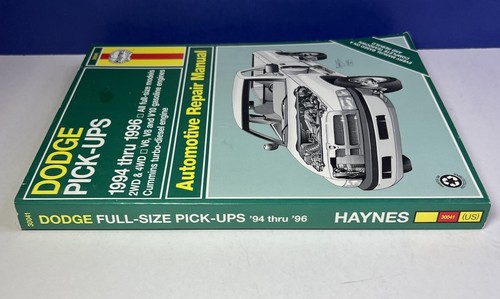 DODGE
PICK-UPS
1994 thru 1996 □ All full-size models
2WD & 4WD □ V6, V8 and V10 gasoline engines
Cummins turbo-diesel engine
Automotive Repair Manual
30041 DODGE FULL-SIZE PICK-UPS '94 thru '96 HAYNES 30041 (US)